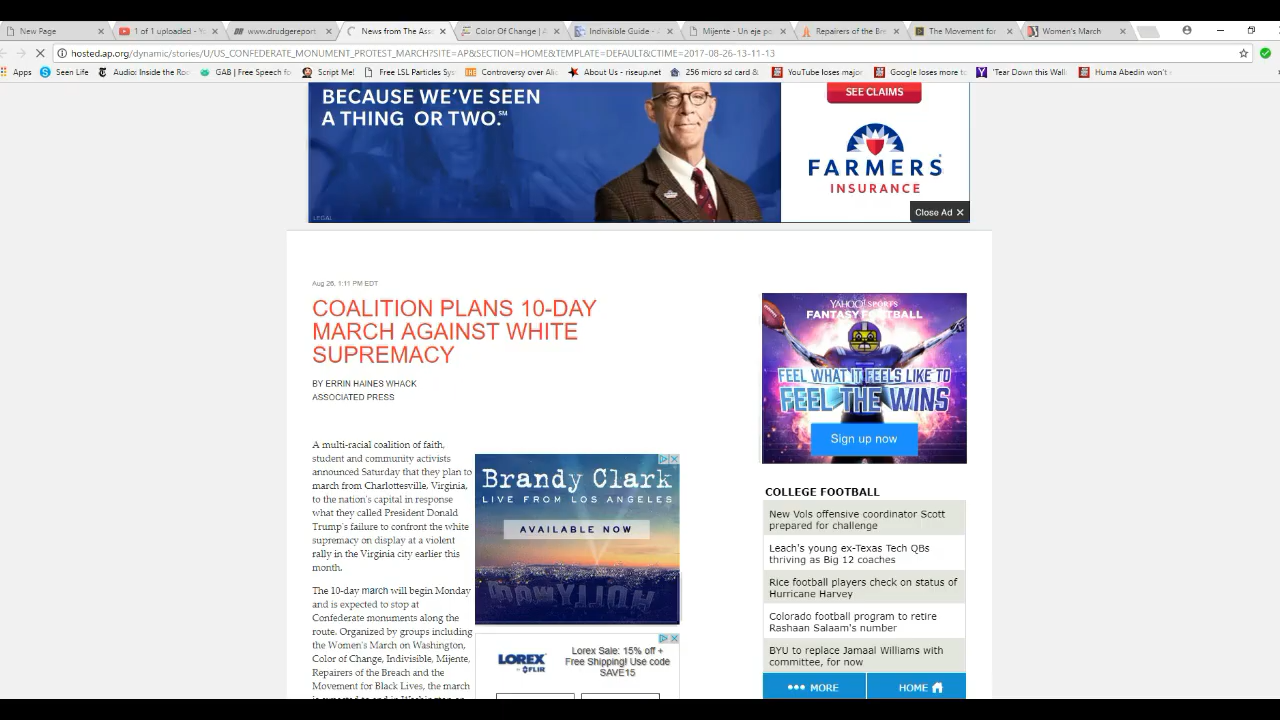 New Page
1 of 1 uploaded - Y
www.drudgereport
News from The Ass
Color Of Change | A
Indivisible Guide - A
Mijente - Un eje po
Repairers of the Br
The Movement for
Women's March
hosted.ap.org/dynamic/stories/U/US_CONFEDERATE_MONUMENT_PROTEST_MARCH?SITE=AP&SECTION=HOME&TEMPLATE=DEFAULT&CTIME=2017-08-26-13-11-13
Apps
Seen Life
Audio: Inside the Ro
GAB | Free Speech fo
Script Me!
Free LSL Particles Sy
Controversy over Ali
About Us - riseup.net
256 micro sd card &
YouTube loses major
Google loses more to
'Tear Down this Wall
Huma Abedin won't
BECAUSE WE'VE SEEN
A THING OR TWO.℠
LEGAL
SEE CLAIMS
FARMERS
INSURANCE
Close Ad X
Aug 26, 1:11 PM EDT
COALITION PLANS 10-DAY
MARCH AGAINST WHITE
SUPREMACY
BY ERRIN HAINES WHACK
ASSOCIATED PRESS
A multi-racial coalition of faith,
student and community activists
announced Saturday that they plan to
march from Charlottesville, Virginia,
to the nation's capital in response
what they called President Donald
Trump's failure to confront the white
supremacy on display at a violent
rally in the Virginia city earlier this
month.
The 10-day march will begin Monday
and is expected to stop at
Confederate monuments along the
route. Organized by groups including
the Women's March on Washington,
Color of Change, Indivisible, Mijente,
Repairers of the Breach and the
Movement for Black Lives, the march
Brandy Clark
LIVE FROM LOS ANGELES
AVAILABLE NOW
LOREX
BY FLIR
Lorex Sale: 15% off +
Free Shipping! Use code
SAVE15
YAHOO! SPORTS
FANTASY FOOTBALL
FEEL WHAT IT FEELS LIKE TO
FEEL THE WINS
Sign up now
COLLEGE FOOTBALL
New Vols offensive coordinator Scott
prepared for challenge
Leach's young ex-Texas Tech QBs
thriving as Big 12 coaches
Rice football players check on status of
Hurricane Harvey
Colorado football program to retire
Rashaan Salaam's number
BYU to replace Jamaal Williams with
committee, for now
MORE
HOME